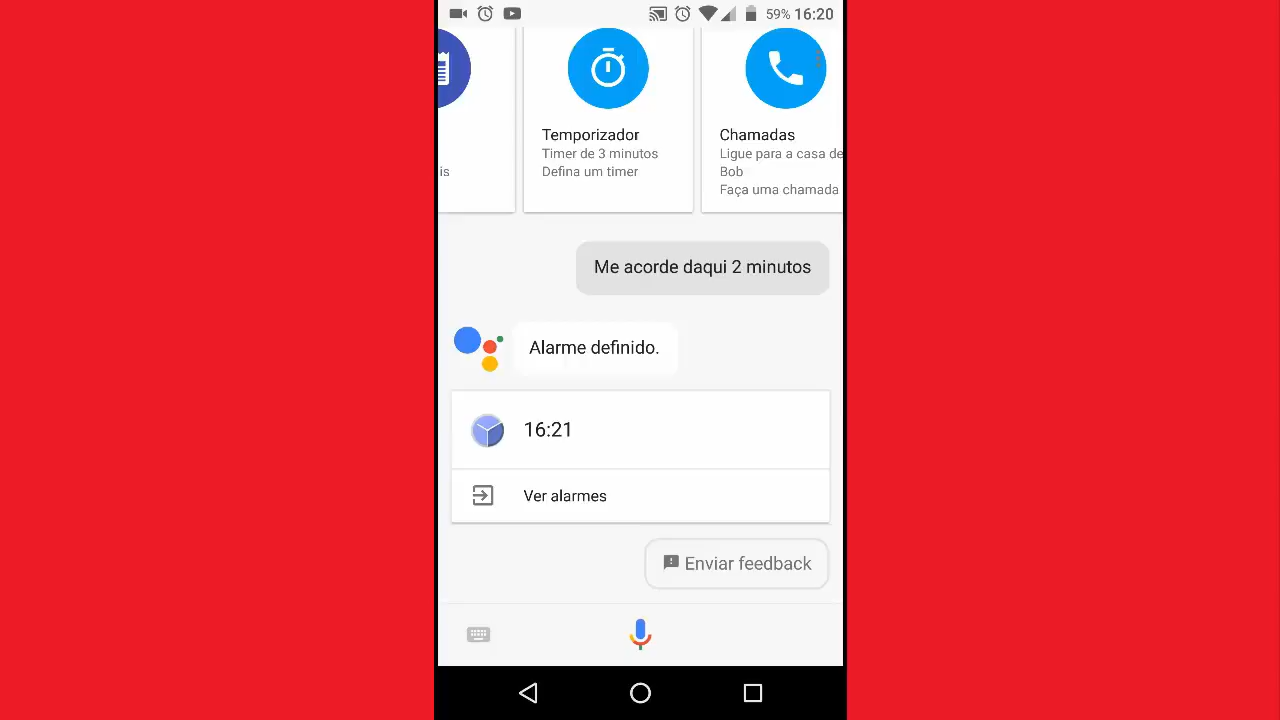 59% 16:20
Temporizador
Timer de 3 minutos
Defina um timer
Chamadas
Ligue para a casa de
Bob
Faça uma chamada
is
Me acorde daqui 2 minutos
Alarme definido.
16:21
Ver alarmes
Enviar feedback